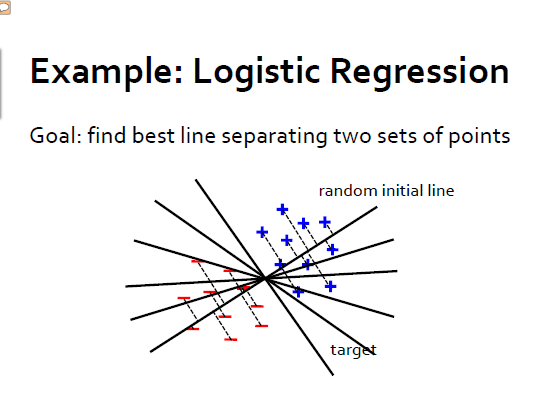 Example: Logistic Regression
Goal: find best line separating two sets of points
random initial line
target